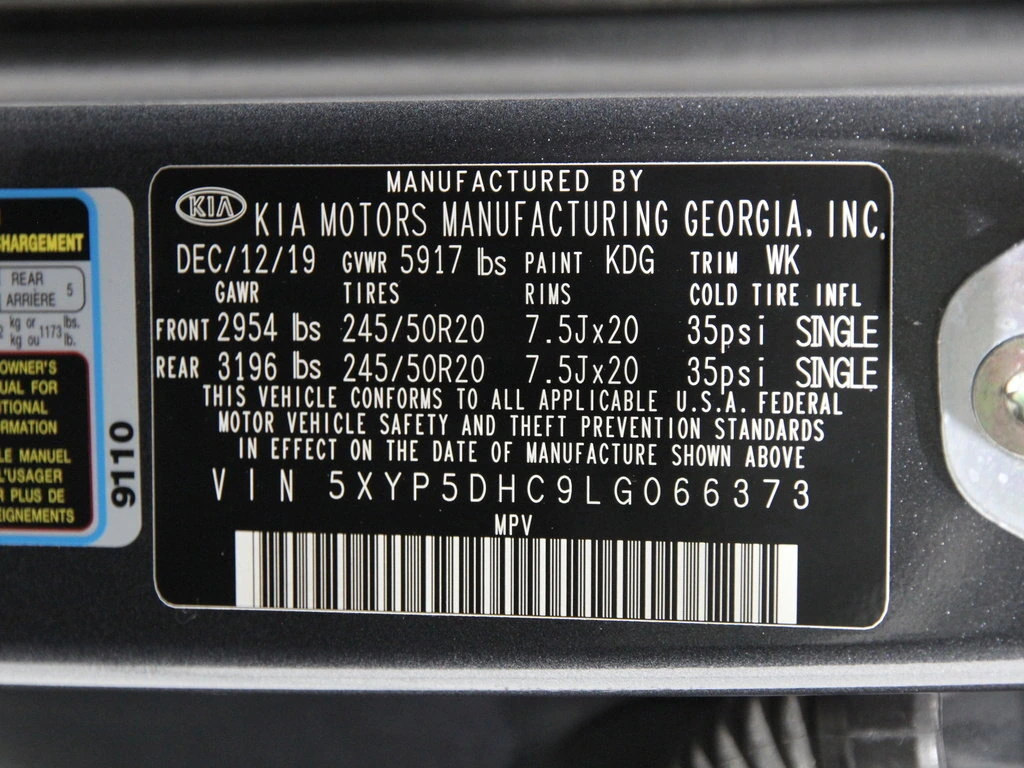 MANUFACTURED BY
KIA KIA MOTORS MANUFACTURING GEORGIA, INC.
DEC/12/19 GVWR 5917 lbs PAINT KDG TRIM WK
GAWR TIRES RIMS COLD TIRE INFL
FRONT 2954 lbs 245/50R20 7.5Jx20 35psi SINGLE
REAR 3196 lbs 245/50R20 7.5Jx20 35psi SINGLE
THIS VEHICLE CONFORMS TO ALL APPLICABLE U.S.A. FEDERAL
MOTOR VEHICLE SAFETY AND THEFT PREVENTION STANDARDS
IN EFFECT ON THE DATE OF MANUFACTURE SHOWN ABOVE
VIN 5XYP5DHC9LG066373
MPV
CHARGEMENT
REAR
ARRIÈRE 5
kg or 1173 lbs.
kg ou lb.
OWNER'S
UAL FOR
ITIONAL
RMATION
LE MANUEL
L'USAGER
R PLUS DE
EIGNEMENTS
9110